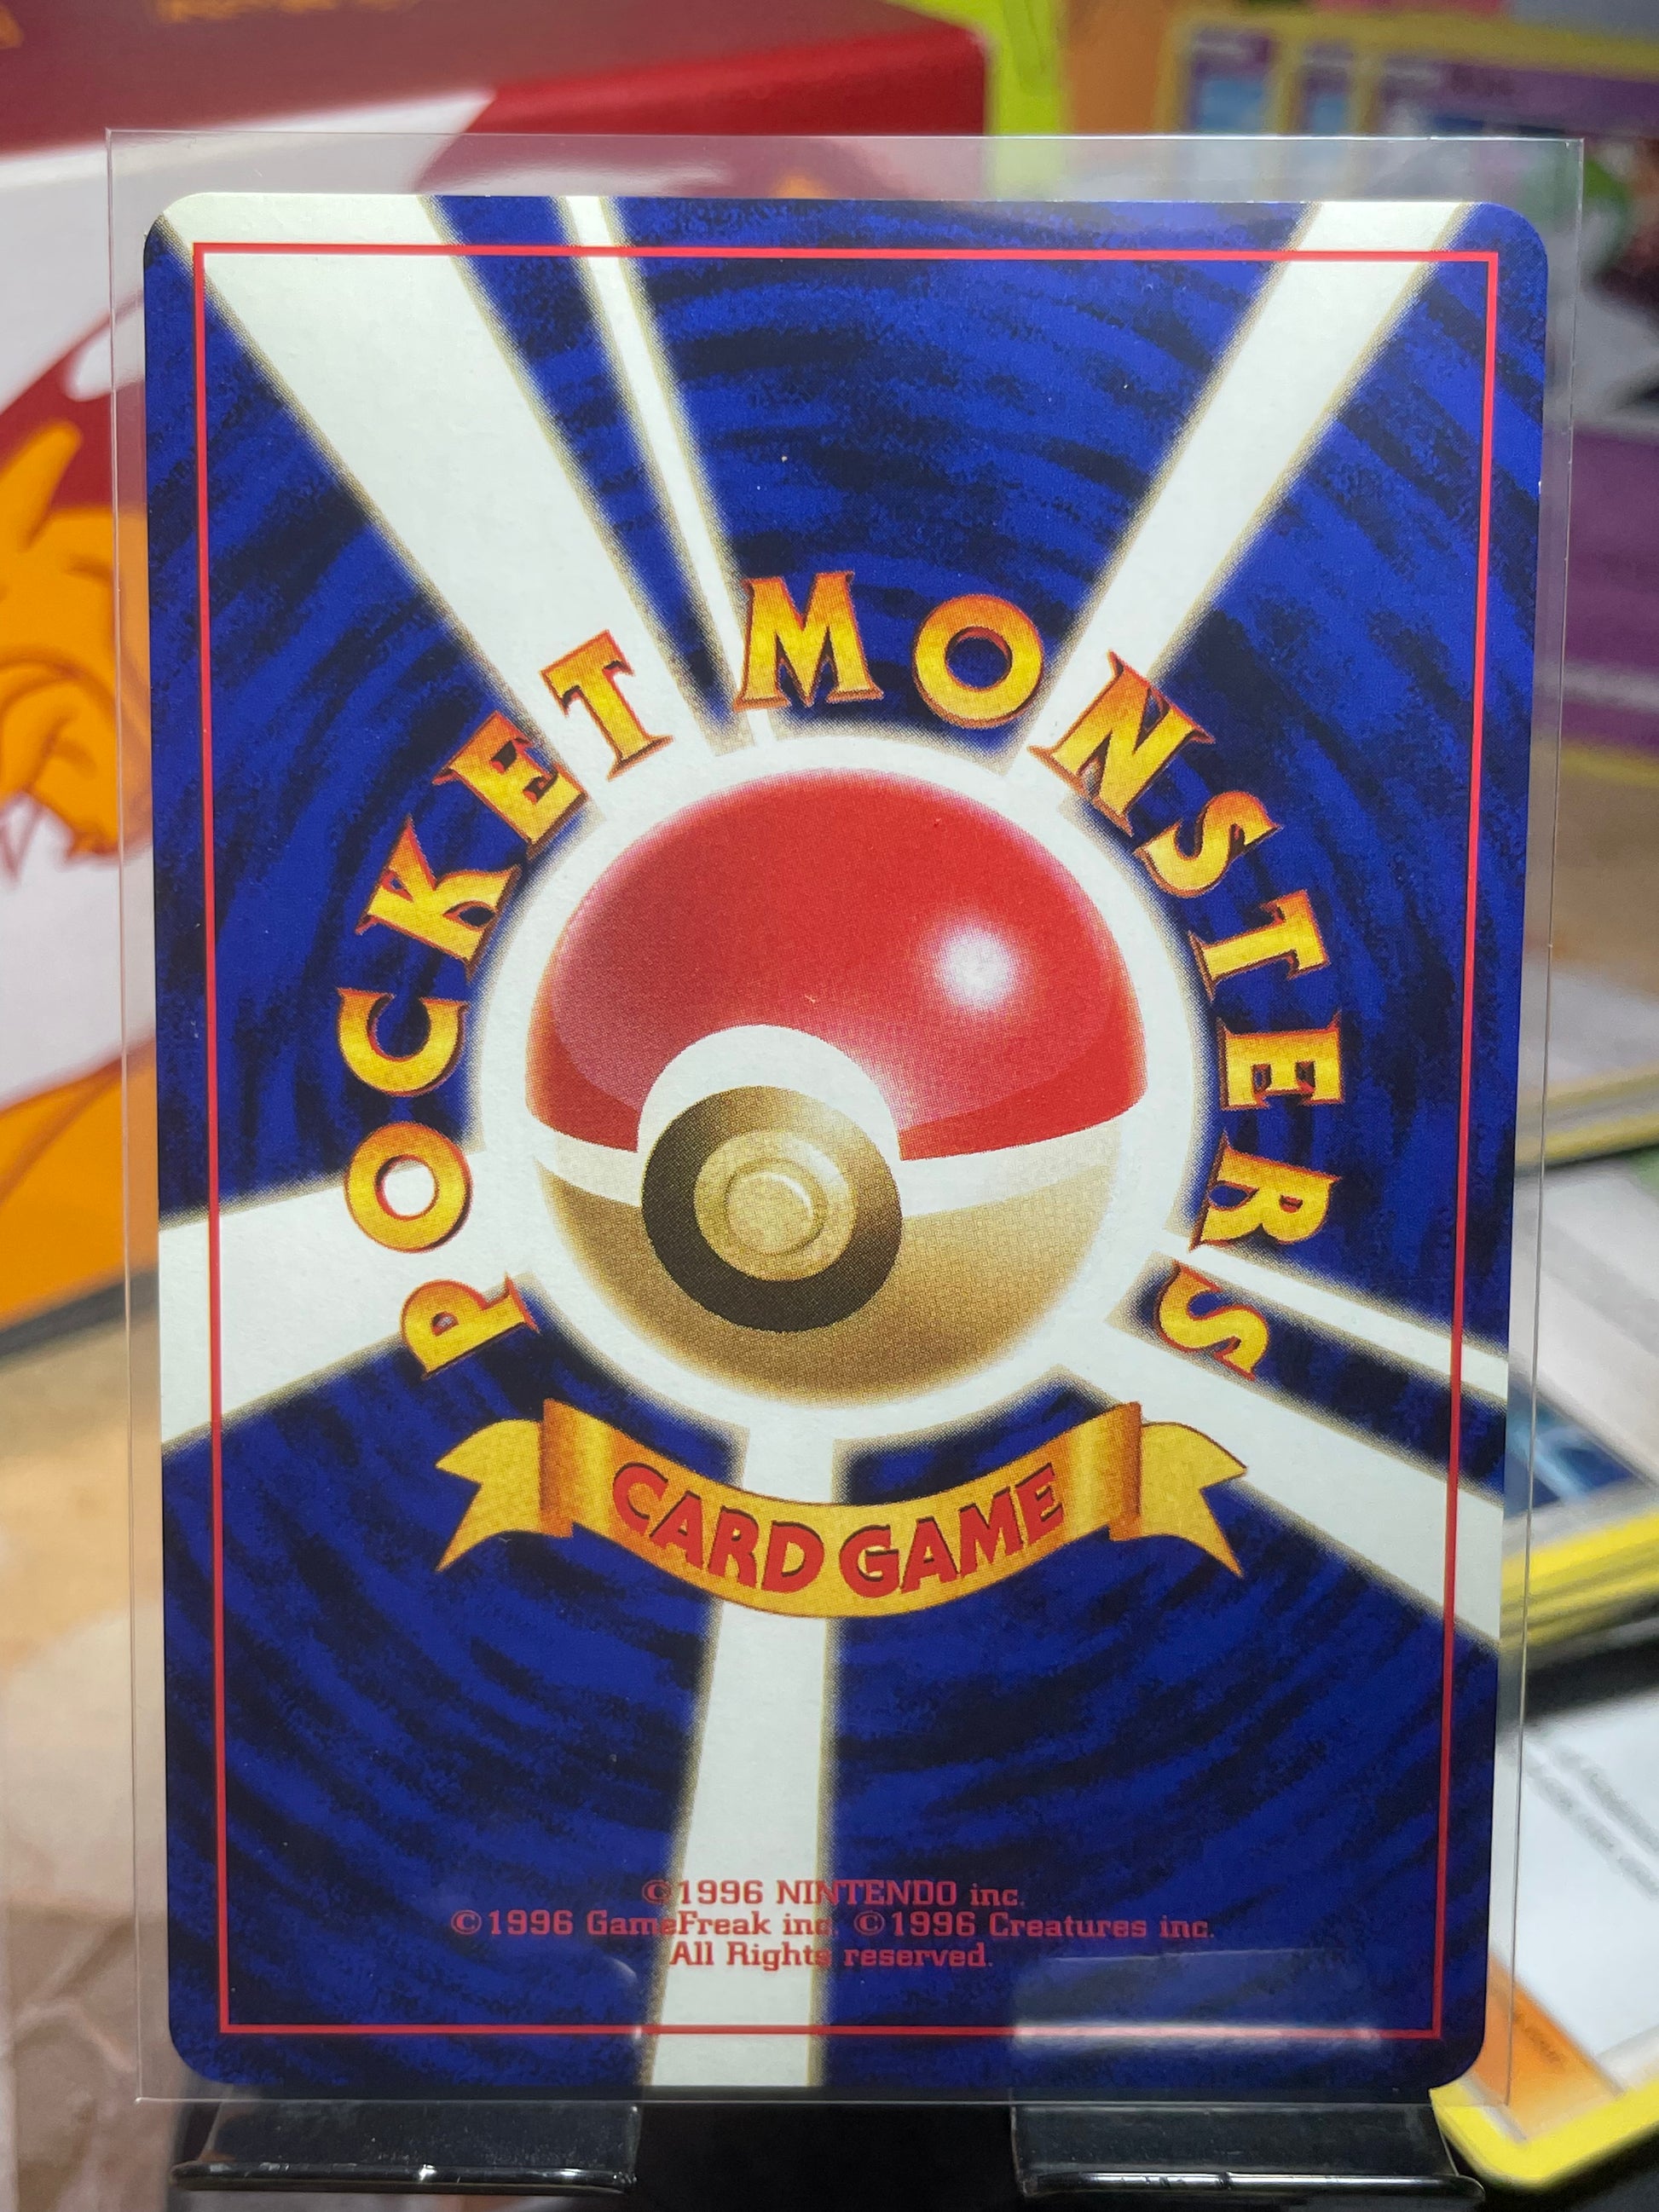 POCKET MONSTERS
CARD GAME
©1996 NINTENDO inc.
©1996 GameFreak inc. ©1996 Creatures inc.
All Rights reserved.